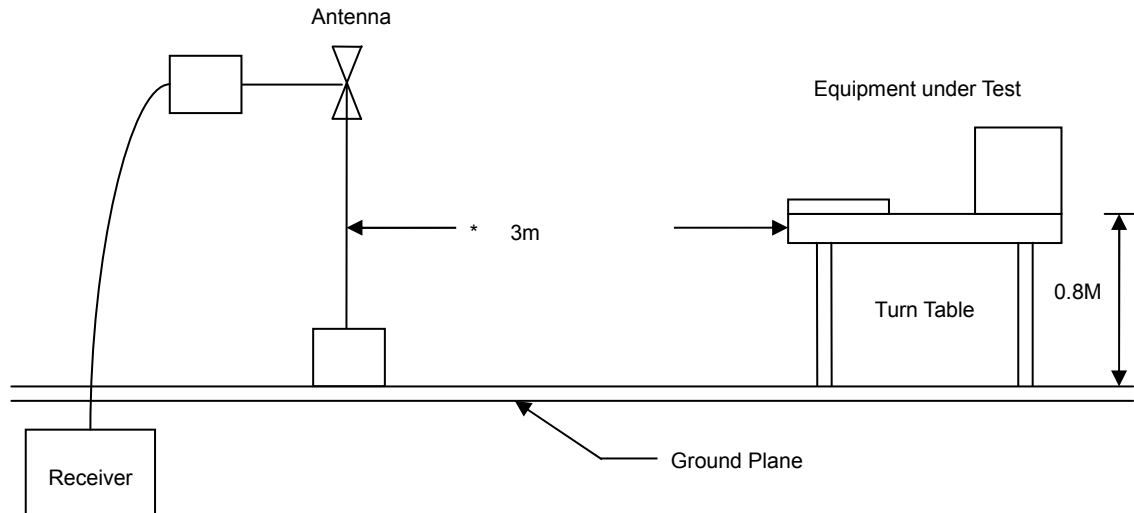 Antenna
Equipment under Test
* 3m
0.8M
Turn Table
Ground Plane
Receiver